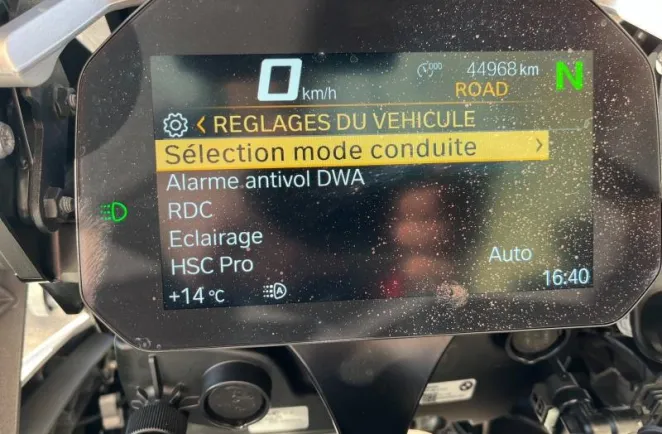 0 km/h 44968 km N
ROAD
< REGLAGES DU VEHICULE
Sélection mode conduite >
Alarme antivol DWA
RDC
Eclairage
HSC Pro Auto
+14 °C A 16:40